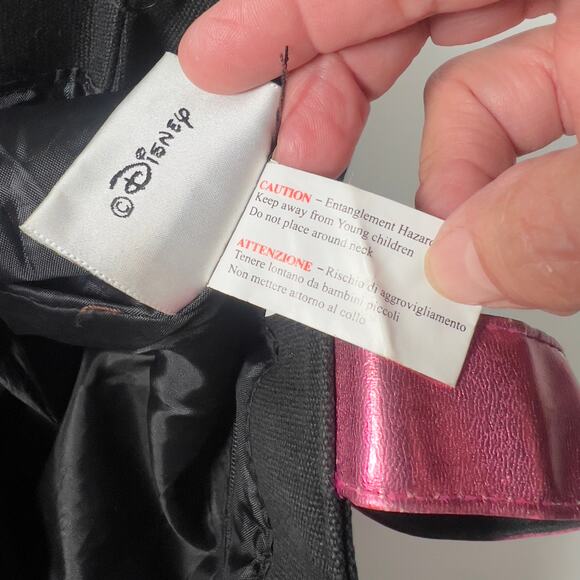 ©Disney
CAUTION – Entanglement Hazard
Keep away from Young children
Do not place around neck
ATTENZIONE – Rischio di aggrovigliamento
Tenere lontano da bambini piccoli
Non mettere artorno al collo